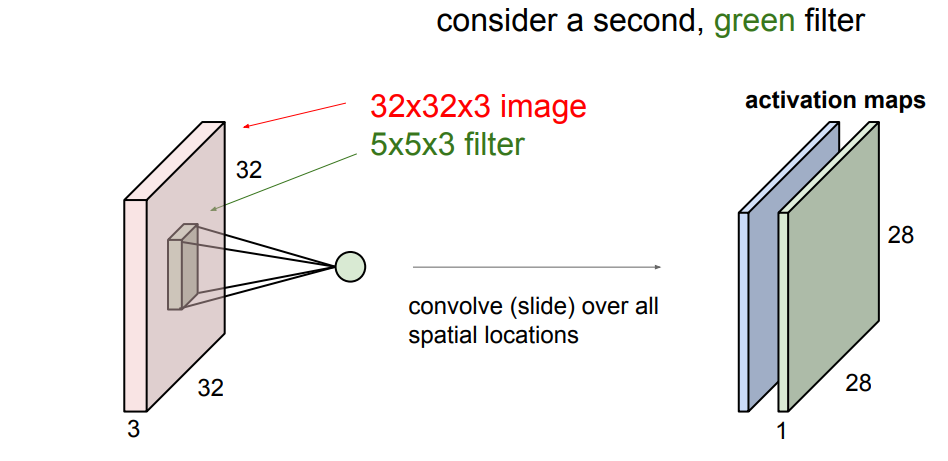 consider a second, green filter
32x32x3 image
5x5x3 filter
activation maps
32
28
convolve (slide) over all
spatial locations
32
28
3
1